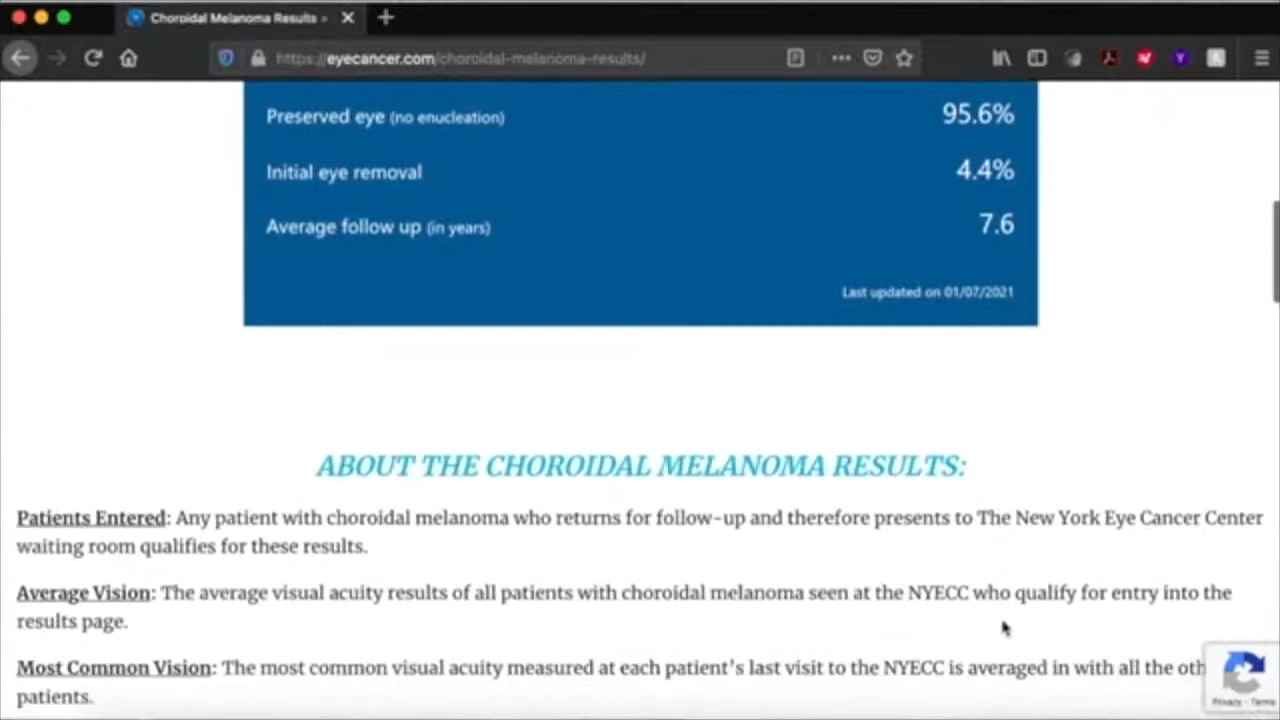 Choroidal Melanoma Results »
https://eyecancer.com/choroidal-melanoma-results/
Preserved eye (no enucleation) 95.6%
Initial eye removal 4.4%
Average follow up (in years) 7.6
Last updated on 01/07/2021
ABOUT THE CHOROIDAL MELANOMA RESULTS:
Patients Entered: Any patient with choroidal melanoma who returns for follow-up and therefore presents to The New York Eye Cancer Center
waiting room qualifies for these results.
Average Vision: The average visual acuity results of all patients with choroidal melanoma seen at the NYECC who qualify for entry into the
results page.
Most Common Vision: The most common visual acuity measured at each patient's last visit to the NYECC is averaged in with all the oth
patients.
Privacy - Terms